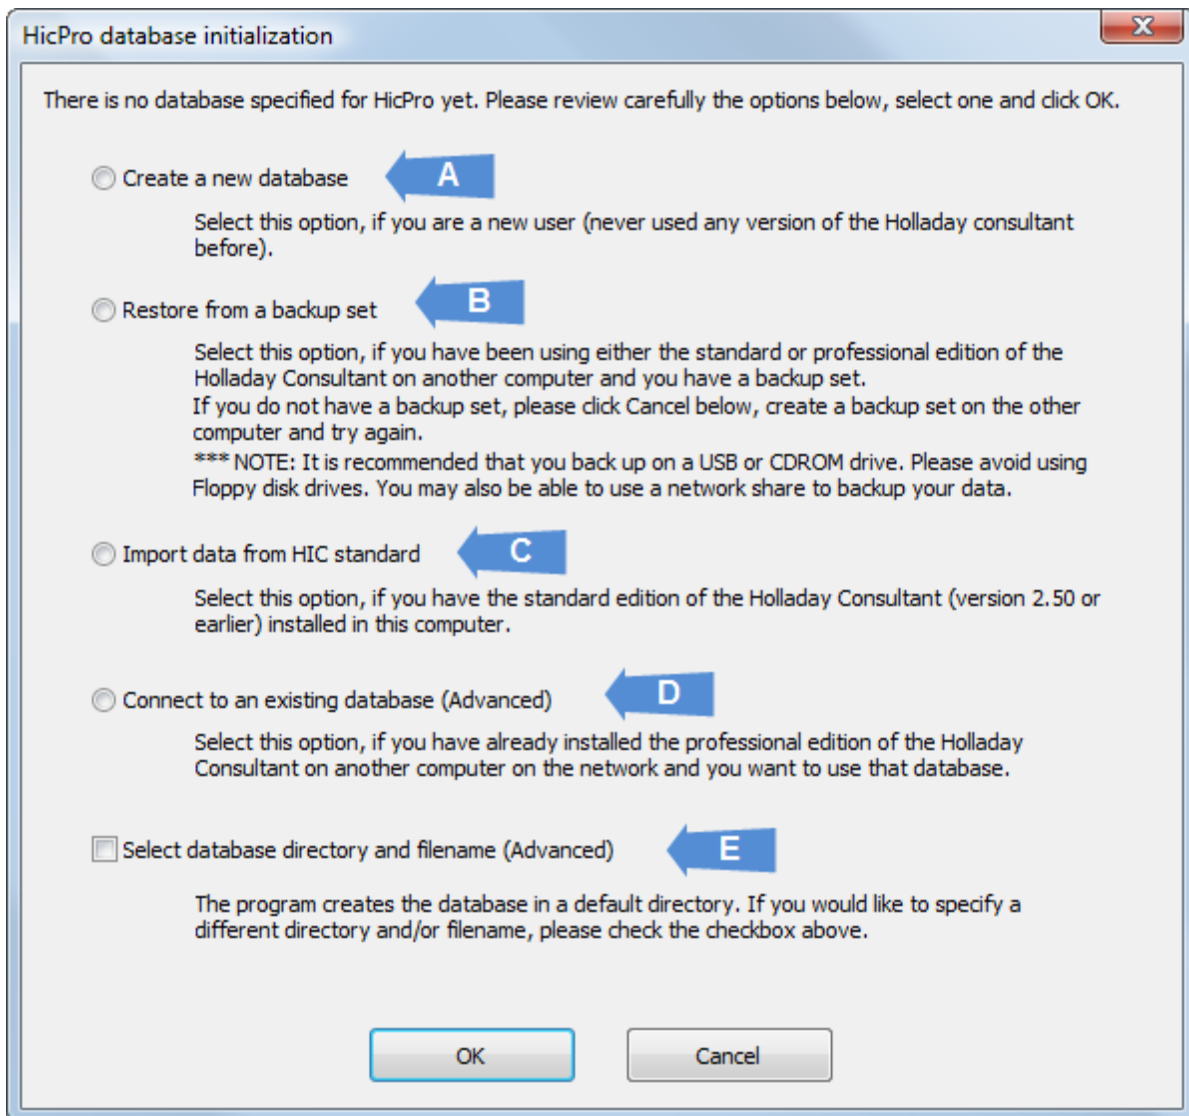 HicPro database initialization
There is no database specified for HicPro yet. Please review carefully the options below, select one and click OK.
Create a new database
A
Select this option, if you are a new user (never used any version of the Holladay consultant
before).
Restore from a backup set
B
Select this option, if you have been using either the standard or professional edition of the
Holladay Consultant on another computer and you have a backup set.
If you do not have a backup set, please click Cancel below, create a backup set on the other
computer and try again.
*** NOTE: It is recommended that you back up on a USB or CDROM drive. Please avoid using
Floppy disk drives. You may also be able to use a network share to backup your data.
Import data from HIC standard
C
Select this option, if you have the standard edition of the Holladay Consultant (version 2.50 or
earlier) installed in this computer.
Connect to an existing database (Advanced)
D
Select this option, if you have already installed the professional edition of the Holladay
Consultant on another computer on the network and you want to use that database.
Select database directory and filename (Advanced)
E
The program creates the database in a default directory. If you would like to specify a
different directory and/or filename, please check the checkbox above.
OK
Cancel